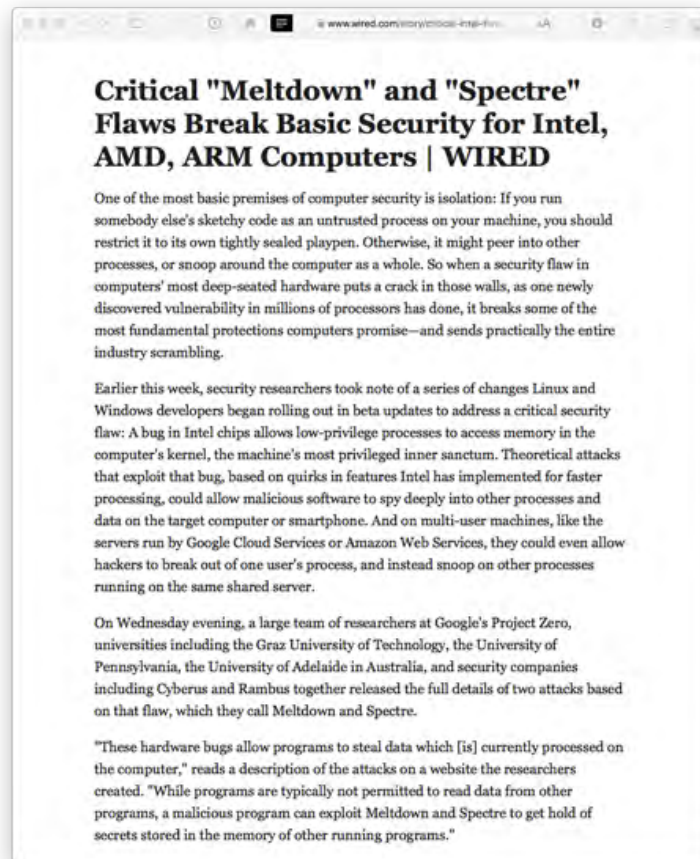 www.wired.com/story/critical-intel-
AA
Critical "Meltdown" and "Spectre"
Flaws Break Basic Security for Intel,
AMD, ARM Computers | WIRED
One of the most basic premises of computer security is isolation: If you run
somebody else's sketchy code as an untrusted process on your machine, you should
restrict it to its own tightly sealed playpen. Otherwise, it might peer into other
processes, or snoop around the computer as a whole. So when a security flaw in
computers' most deep-seated hardware puts a crack in those walls, as one newly
discovered vulnerability in millions of processors has done, it breaks some of the
most fundamental protections computers promise—and sends practically the entire
industry scrambling.
Earlier this week, security researchers took note of a series of changes Linux and
Windows developers began rolling out in beta updates to address a critical security
flaw: A bug in Intel chips allows low-privilege processes to access memory in the
computer's kernel, the machine's most privileged inner sanctum. Theoretical attacks
that exploit that bug, based on quirks in features Intel has implemented for faster
processing, could allow malicious software to spy deeply into other processes and
data on the target computer or smartphone. And on multi-user machines, like the
servers run by Google Cloud Services or Amazon Web Services, they could even allow
hackers to break out of one user's process, and instead snoop on other processes
running on the same shared server.
On Wednesday evening, a large team of researchers at Google's Project Zero,
universities including the Graz University of Technology, the University of
Pennsylvania, the University of Adelaide in Australia, and security companies
including Cyberus and Rambus together released the full details of two attacks based
on that flaw, which they call Meltdown and Spectre.
"These hardware bugs allow programs to steal data which [is] currently processed on
the computer," reads a description of the attacks on a website the researchers
created. "While programs are typically not permitted to read data from other
programs, a malicious program can exploit Meltdown and Spectre to get hold of
secrets stored in the memory of other running programs."